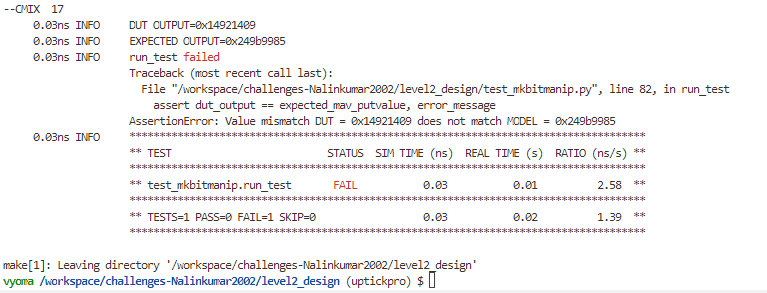 --CMIX  17
     0.03ns INFO     DUT OUTPUT=0x14921409
     0.03ns INFO     EXPECTED OUTPUT=0x249b9985
     0.03ns INFO     run_test failed
                     Traceback (most recent call last):
                       File "/workspace/challenges-Nalinkumar2002/level2_design/test_mkbitmanip.py", line 82, in run_test
                         assert dut_output == expected_mav_putvalue, error_message
                     AssertionError: Value mismatch DUT = 0x14921409 does not match MODEL = 0x249b9985
     0.03ns INFO     **************************************************************************************
                     ** TEST                          STATUS  SIM TIME (ns)  REAL TIME (s)  RATIO (ns/s) **
                     **************************************************************************************
                     ** test_mkbitmanip.run_test       FAIL           0.03           0.01          2.58  **
                     **************************************************************************************
                     ** TESTS=1 PASS=0 FAIL=1 SKIP=0                  0.03           0.02          1.39  **
                     **************************************************************************************
make[1]: Leaving directory '/workspace/challenges-Nalinkumar2002/level2_design'
vyoma /workspace/challenges-Nalinkumar2002/level2_design (uptickpro) $